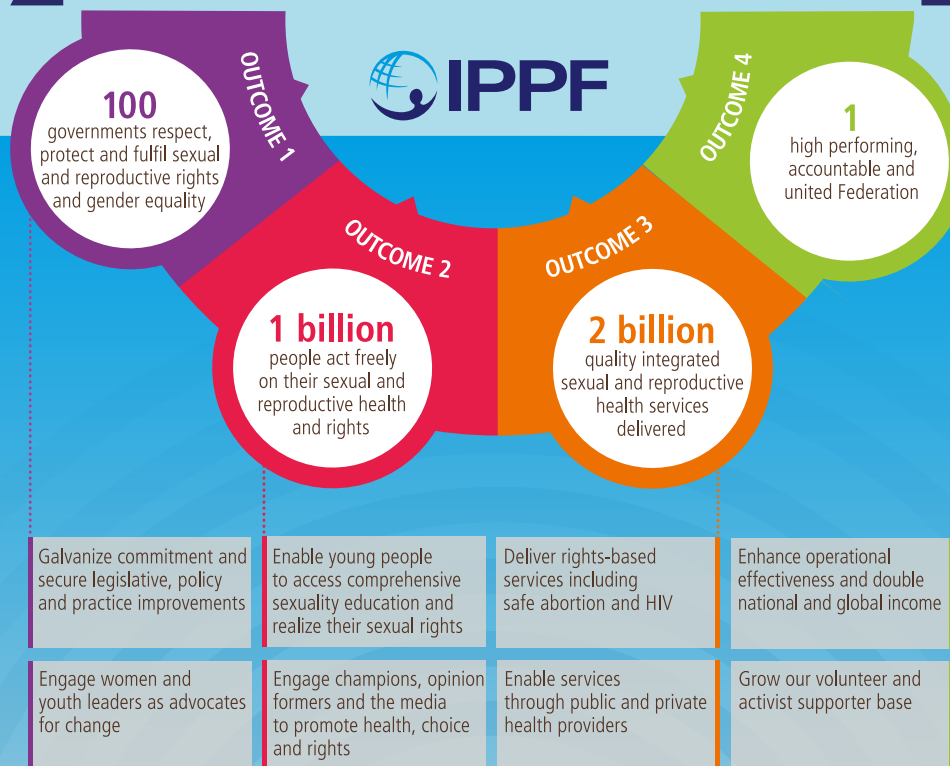 IPPF
OUTCOME 1
100
governments respect,
protect and fulfil sexual
and reproductive rights
and gender equality
OUTCOME 2
1 billion
people act freely
on their sexual and
reproductive health
and rights
OUTCOME 3
2 billion
quality integrated
sexual and reproductive
health services
delivered
OUTCOME 4
1
high performing,
accountable and
united Federation
Galvanize commitment and
secure legislative, policy
and practice improvements
Enable young people
to access comprehensive
sexuality education and
realize their sexual rights
Deliver rights-based
services including
safe abortion and HIV
Enhance operational
effectiveness and double
national and global income
Engage women and
youth leaders as advocates
for change
Engage champions, opinion
formers and the media
to promote health, choice
and rights
Enable services
through public and private
health providers
Grow our volunteer and
activist supporter base